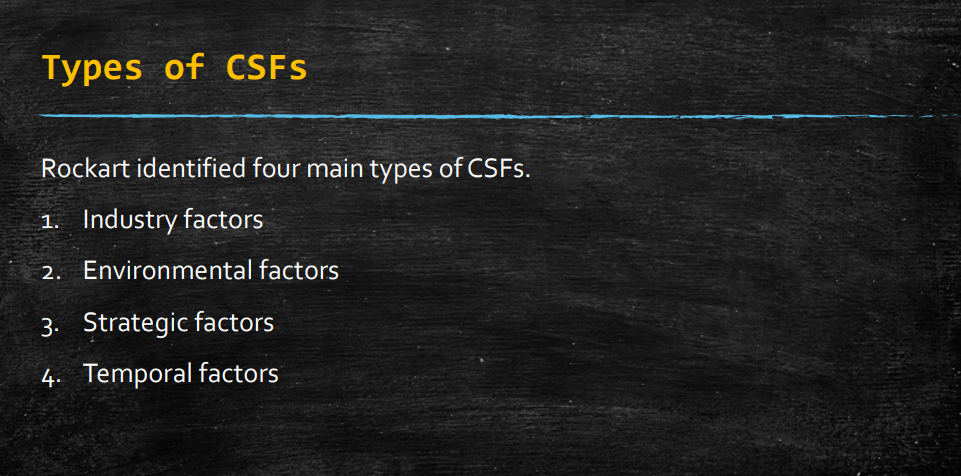 Types of CSFs
Rockart identified four main types of CSFs.
1. Industry factors
2. Environmental factors
3. Strategic factors
4. Temporal factors